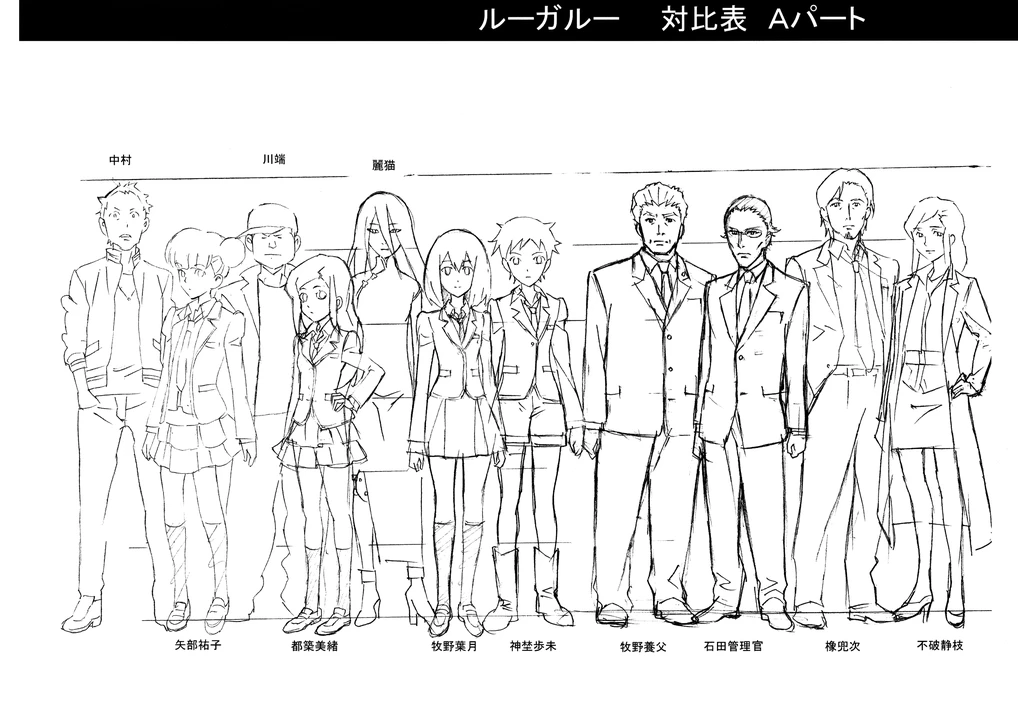 ルーガルー　対比表　Aパート
中村
川端
麗猫
矢部祐子
都築美緒
牧野葉月
神埜歩未
牧野養父
石田管理官
橡兜次
不破静枝